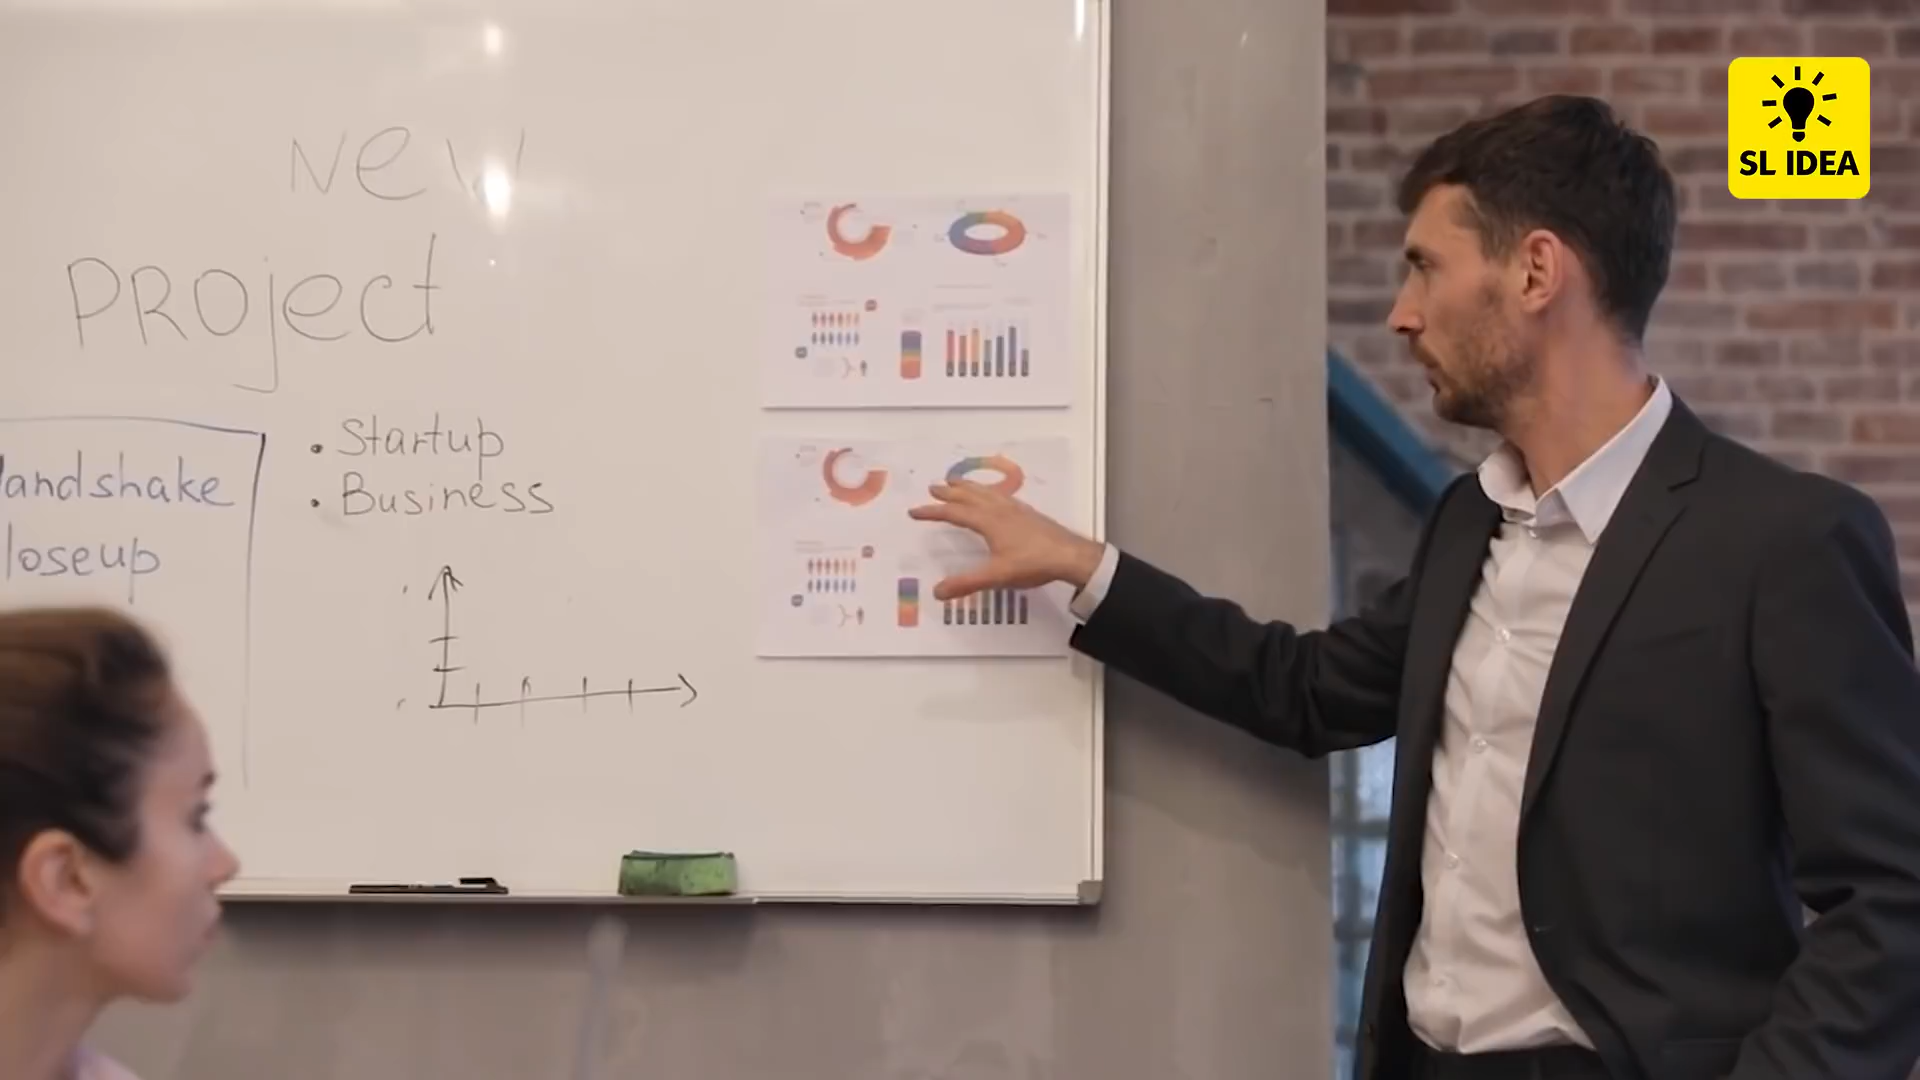 New
PROject
andshake
loseup
• Startup
• Business
SL IDEA